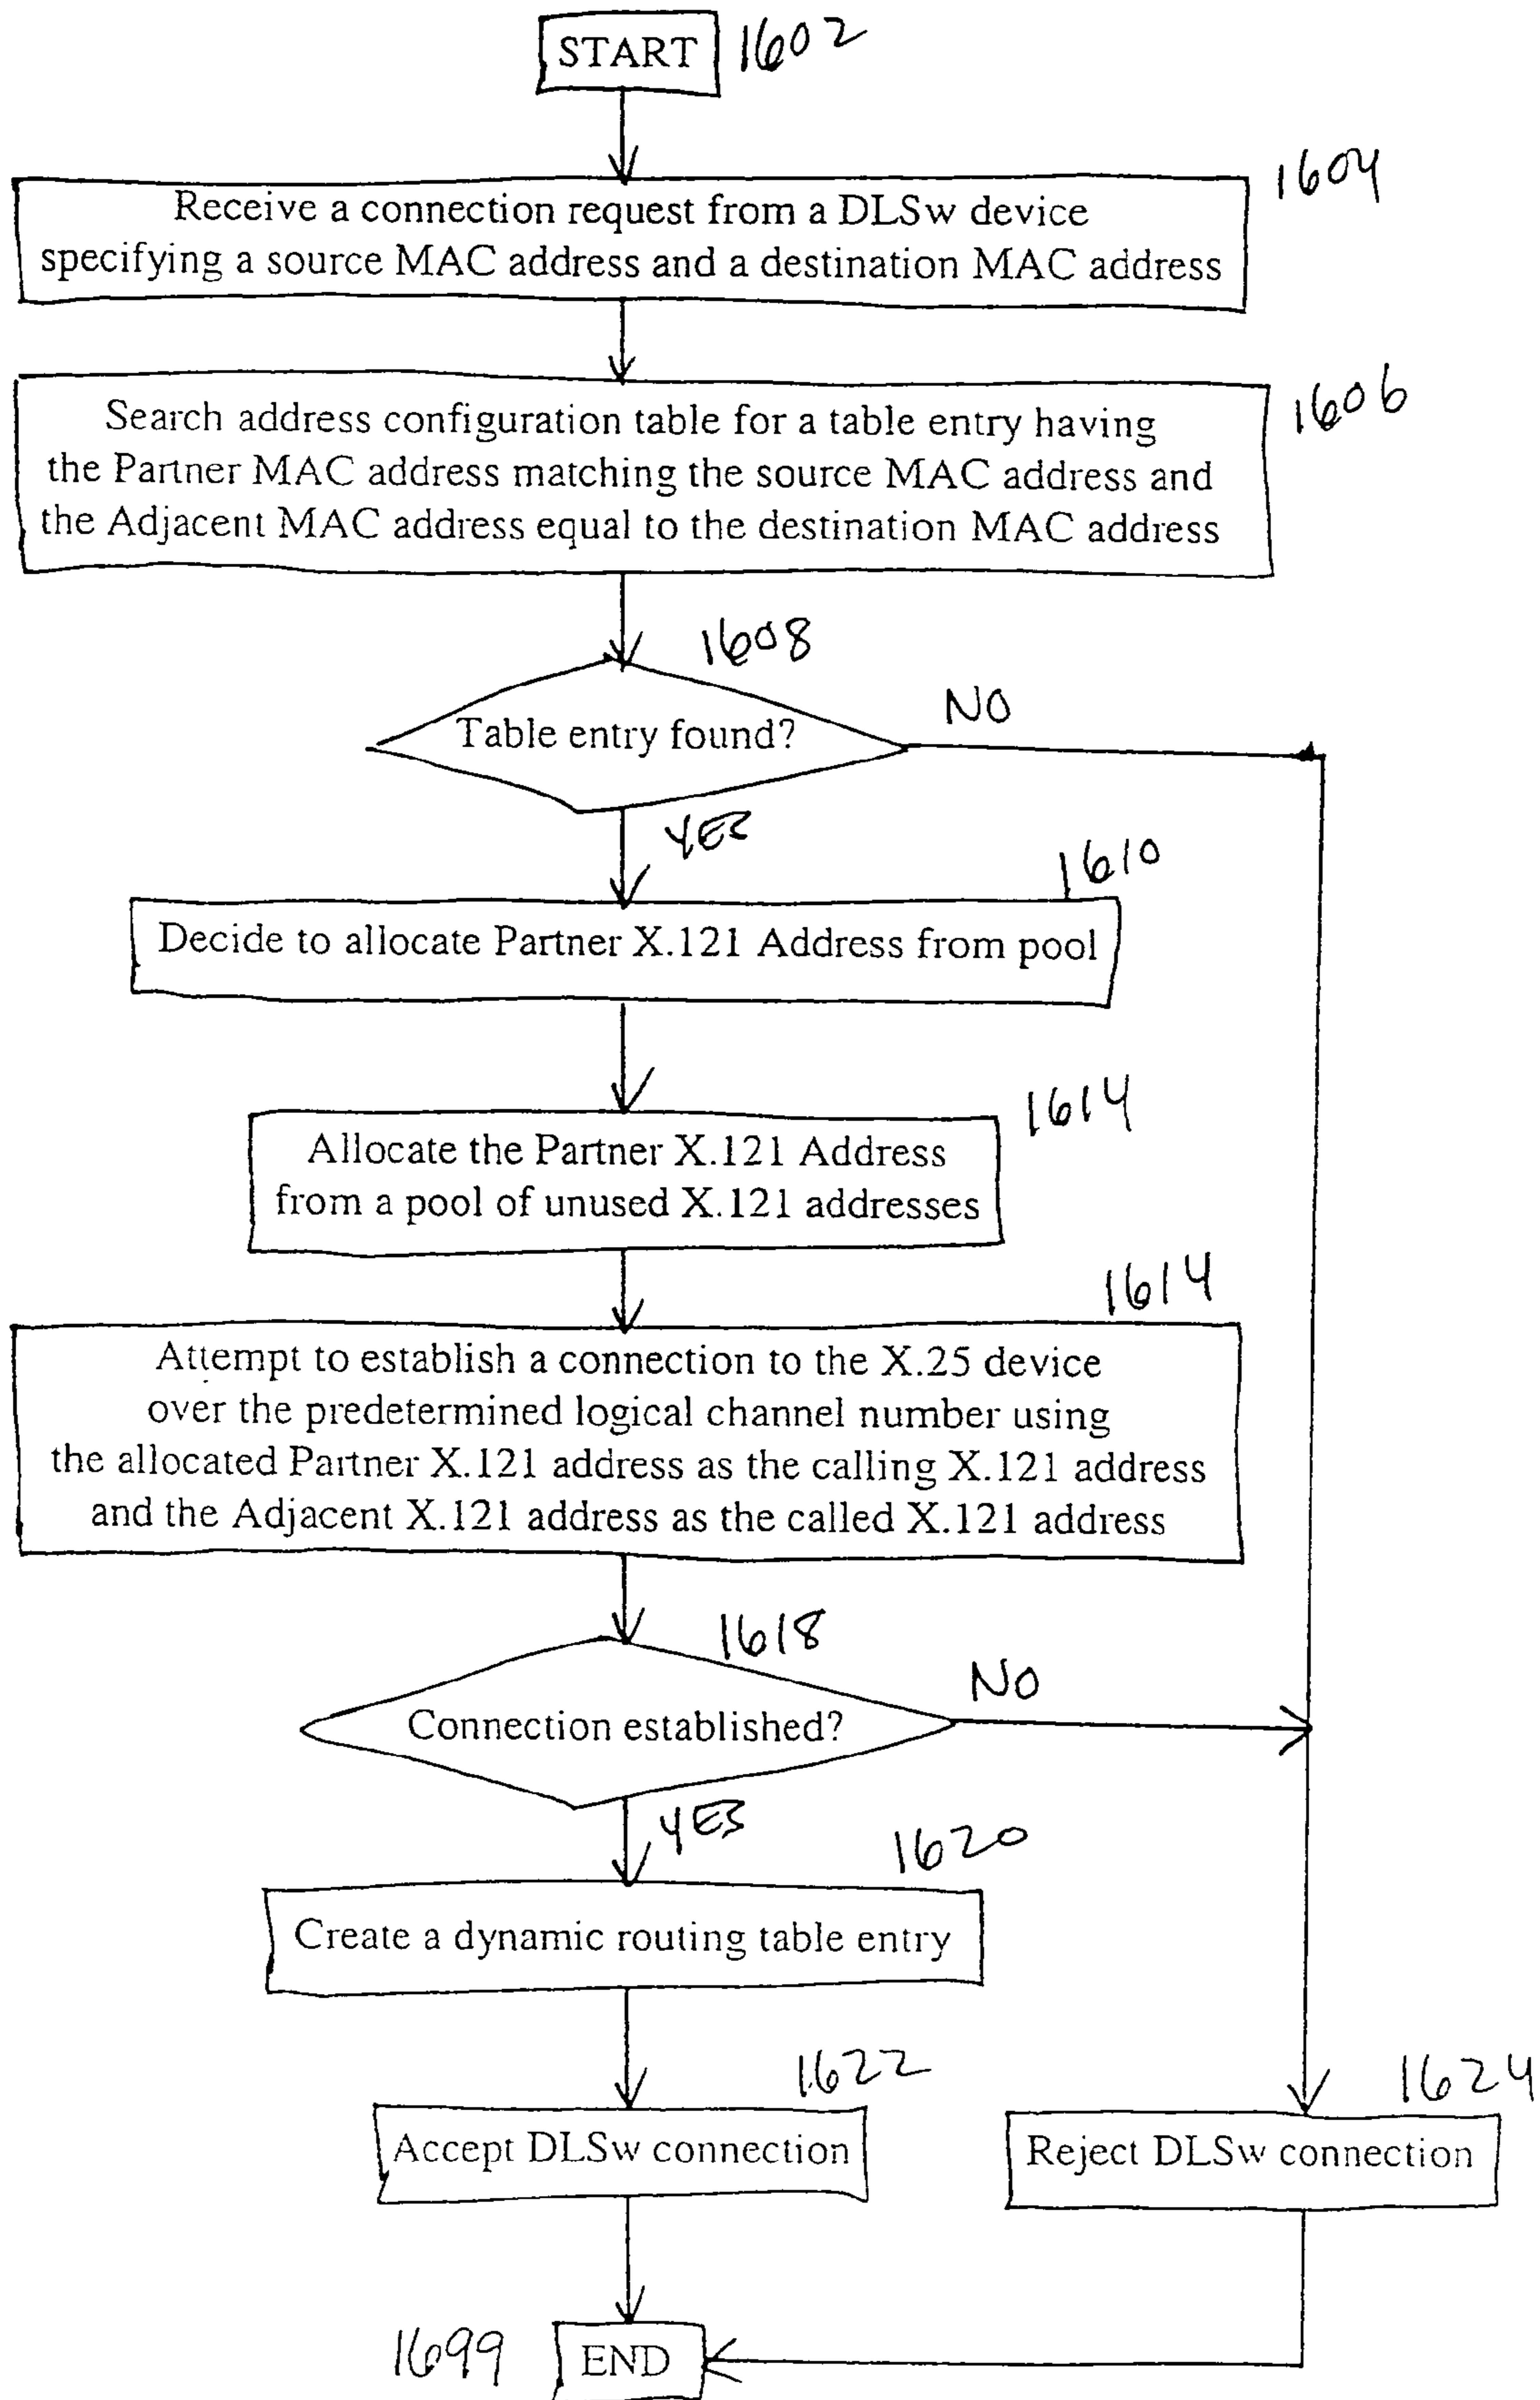 START 1602
1604
Receive a connection request from a DLSw device
specifying a source MAC address and a destination MAC address
1606
Search address configuration table for a table entry having
the Partner MAC address matching the source MAC address and
the Adjacent MAC address equal to the destination MAC address
1608
Table entry found?
NO
YES
1610
Decide to allocate Partner X.121 Address from pool
1614
Allocate the Partner X.121 Address
from a pool of unused X.121 addresses
1614
Attempt to establish a connection to the X.25 device
over the predetermined logical channel number using
the allocated Partner X.121 address as the calling X.121 address
and the Adjacent X.121 address as the called X.121 address
1618
Connection established?
NO
YES
1620
Create a dynamic routing table entry
1622
Accept DLSw connection
1624
Reject DLSw connection
1699 END